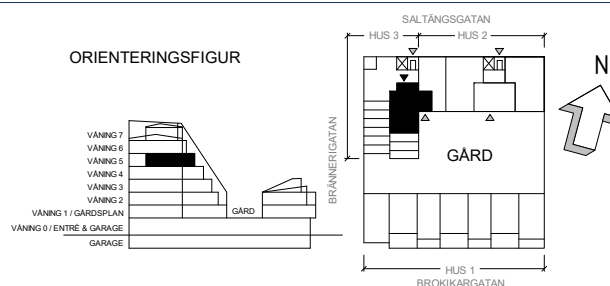 ORIENTERINGSFIGUR
VÅNING 7
VÅNING 6
VÅNING 5
VÅNING 4
VÅNING 3
VÅNING 2
VÅNING 1 / GÅRDSPLAN
GÅRD
VÅNING 0 / ENTRÉ & GARAGE
GARAGE
SALTÄNGSGATAN
HUS 3
HUS 2
BRÄNNERIGATAN
GÅRD
N
HUS 1
BROKIKARGATAN